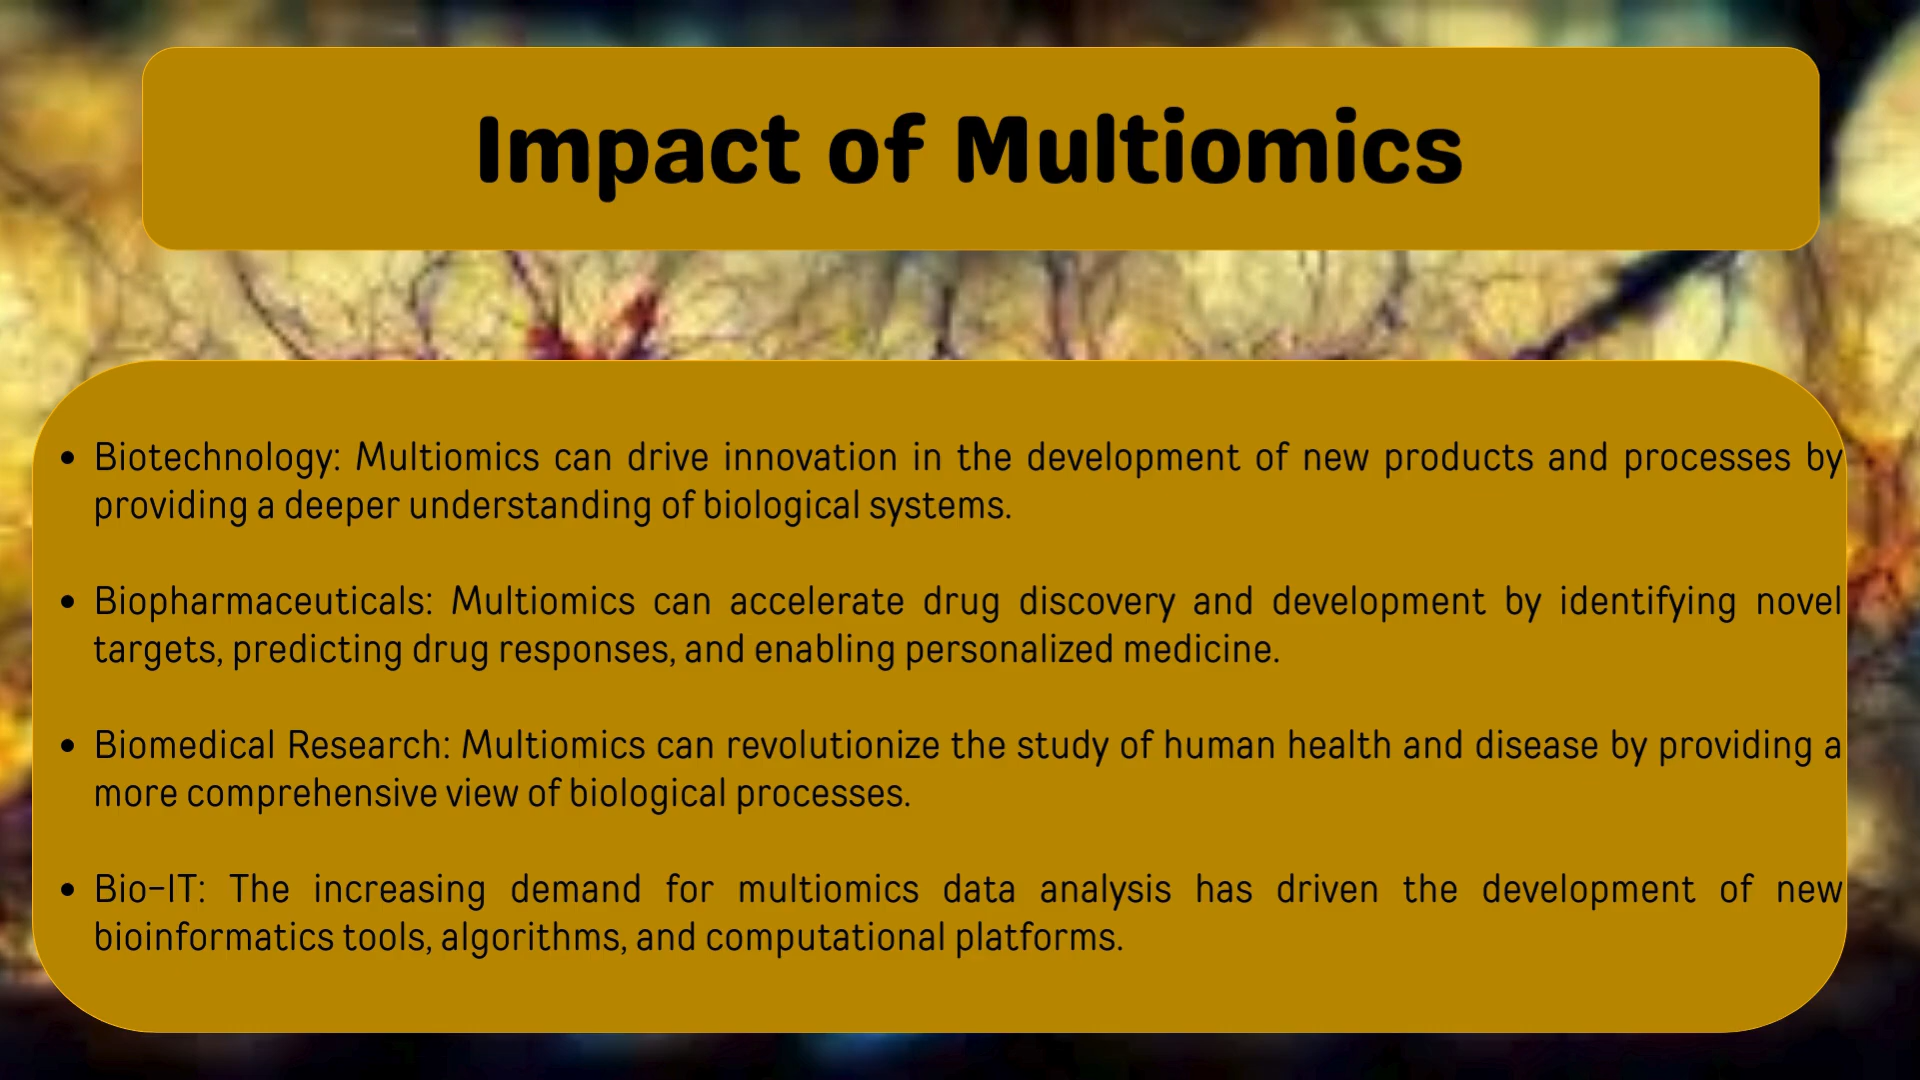 Impact of Multiomics
• Biotechnology: Multiomics can drive innovation in the development of new products and processes by
providing a deeper understanding of biological systems.
• Biopharmaceuticals: Multiomics can accelerate drug discovery and development by identifying novel
targets, predicting drug responses, and enabling personalized medicine.
• Biomedical Research: Multiomics can revolutionize the study of human health and disease by providing a
more comprehensive view of biological processes.
• Bio-IT: The increasing demand for multiomics data analysis has driven the development of new
bioinformatics tools, algorithms, and computational platforms.